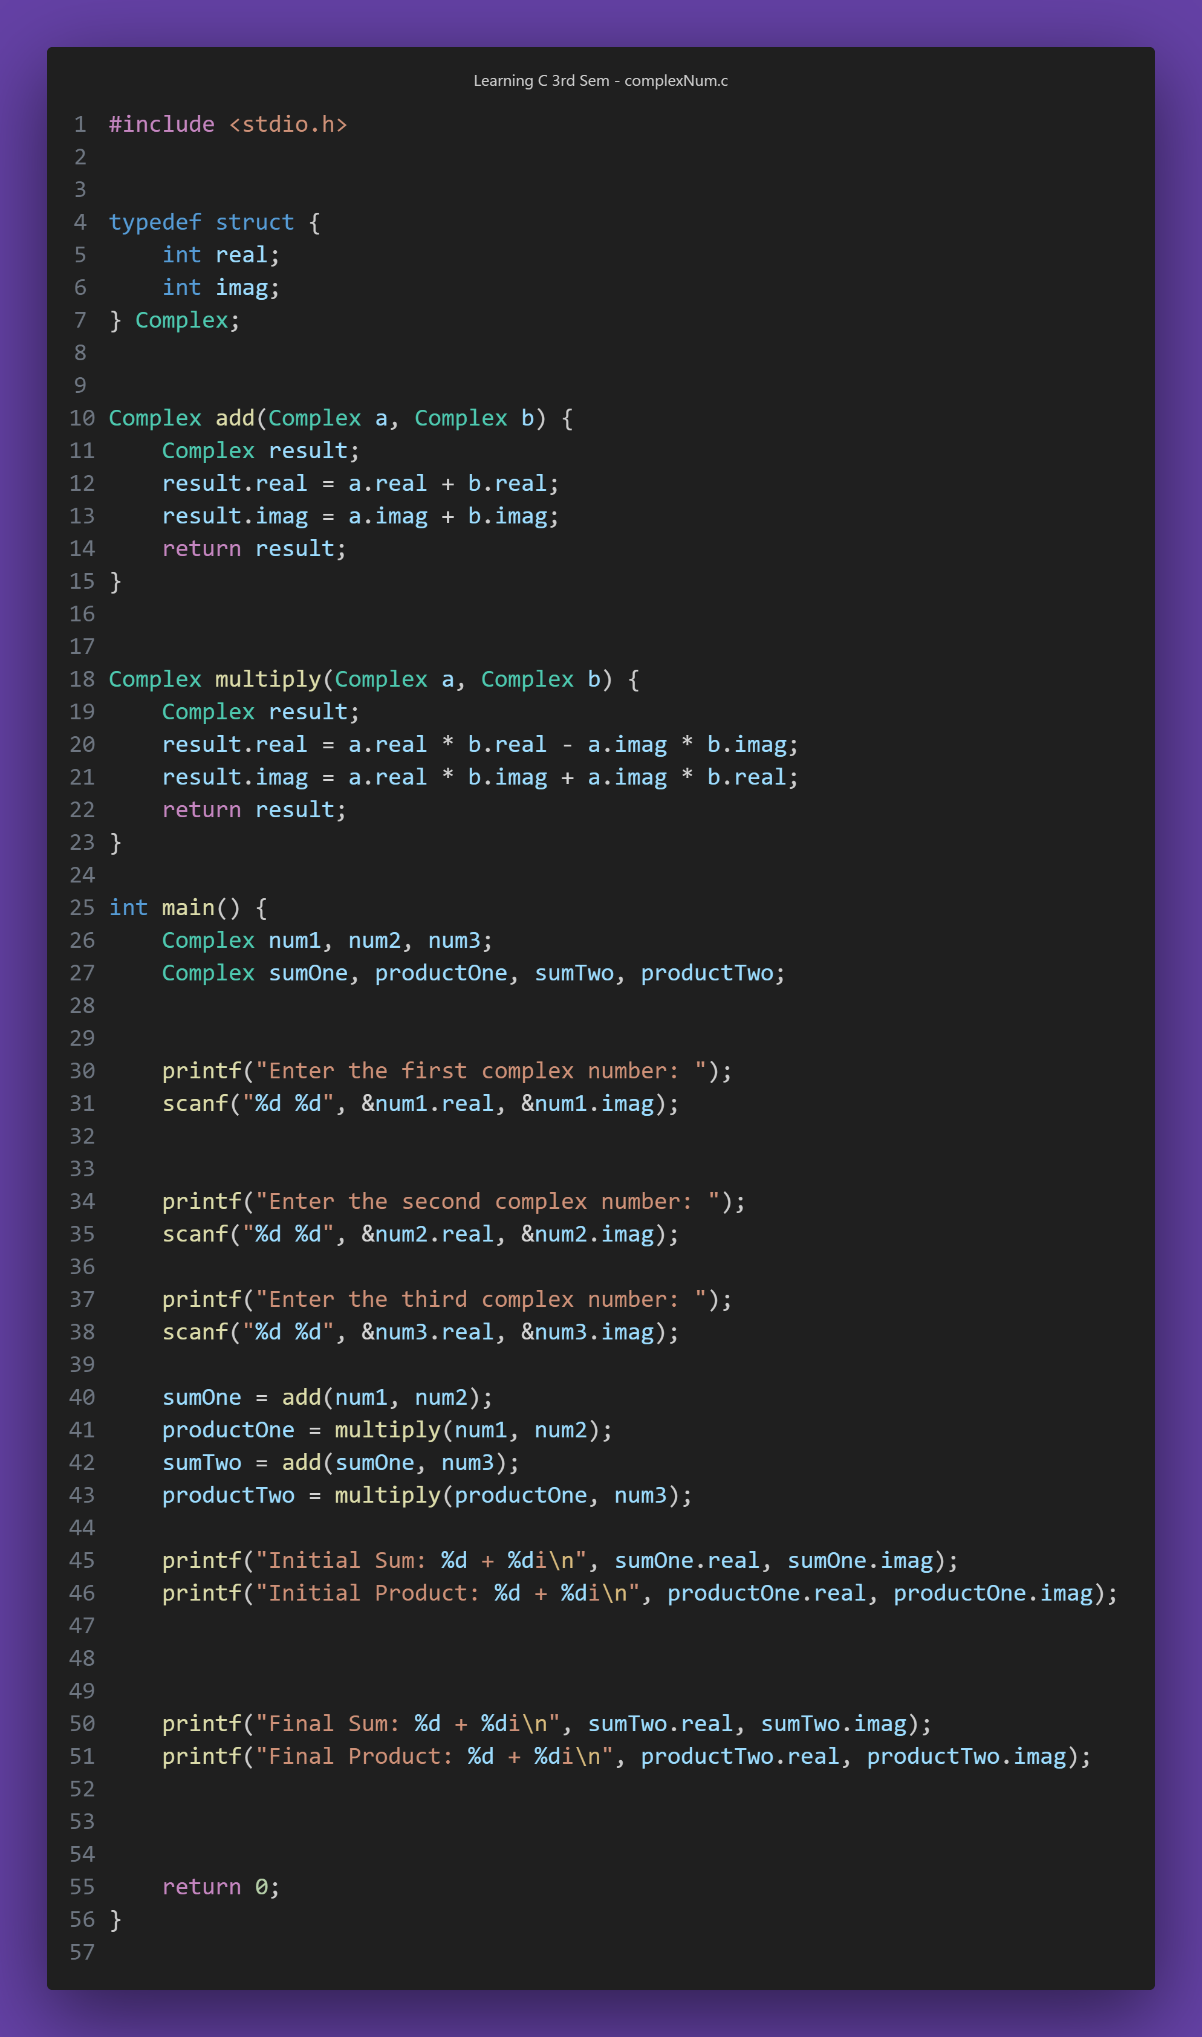 Learning C 3rd Sem - complexNum.c
1 #include <stdio.h>
2
3
4 typedef struct {
5     int real;
6     int imag;
7 } Complex;
8
9
10 Complex add(Complex a, Complex b) {
11     Complex result;
12     result.real = a.real + b.real;
13     result.imag = a.imag + b.imag;
14     return result;
15 }
16
17
18 Complex multiply(Complex a, Complex b) {
19     Complex result;
20     result.real = a.real * b.real - a.imag * b.imag;
21     result.imag = a.real * b.imag + a.imag * b.real;
22     return result;
23 }
24
25 int main() {
26     Complex num1, num2, num3;
27     Complex sumOne, productOne, sumTwo, productTwo;
28
29
30     printf("Enter the first complex number: ");
31     scanf("%d %d", &num1.real, &num1.imag);
32
33
34     printf("Enter the second complex number: ");
35     scanf("%d %d", &num2.real, &num2.imag);
36
37     printf("Enter the third complex number: ");
38     scanf("%d %d", &num3.real, &num3.imag);
39
40     sumOne = add(num1, num2);
41     productOne = multiply(num1, num2);
42     sumTwo = add(sumOne, num3);
43     productTwo = multiply(productOne, num3);
44
45     printf("Initial Sum: %d + %di\n", sumOne.real, sumOne.imag);
46     printf("Initial Product: %d + %di\n", productOne.real, productOne.imag);
47
48
49
50     printf("Final Sum: %d + %di\n", sumTwo.real, sumTwo.imag);
51     printf("Final Product: %d + %di\n", productTwo.real, productTwo.imag);
52
53
54
55     return 0;
56 }
57